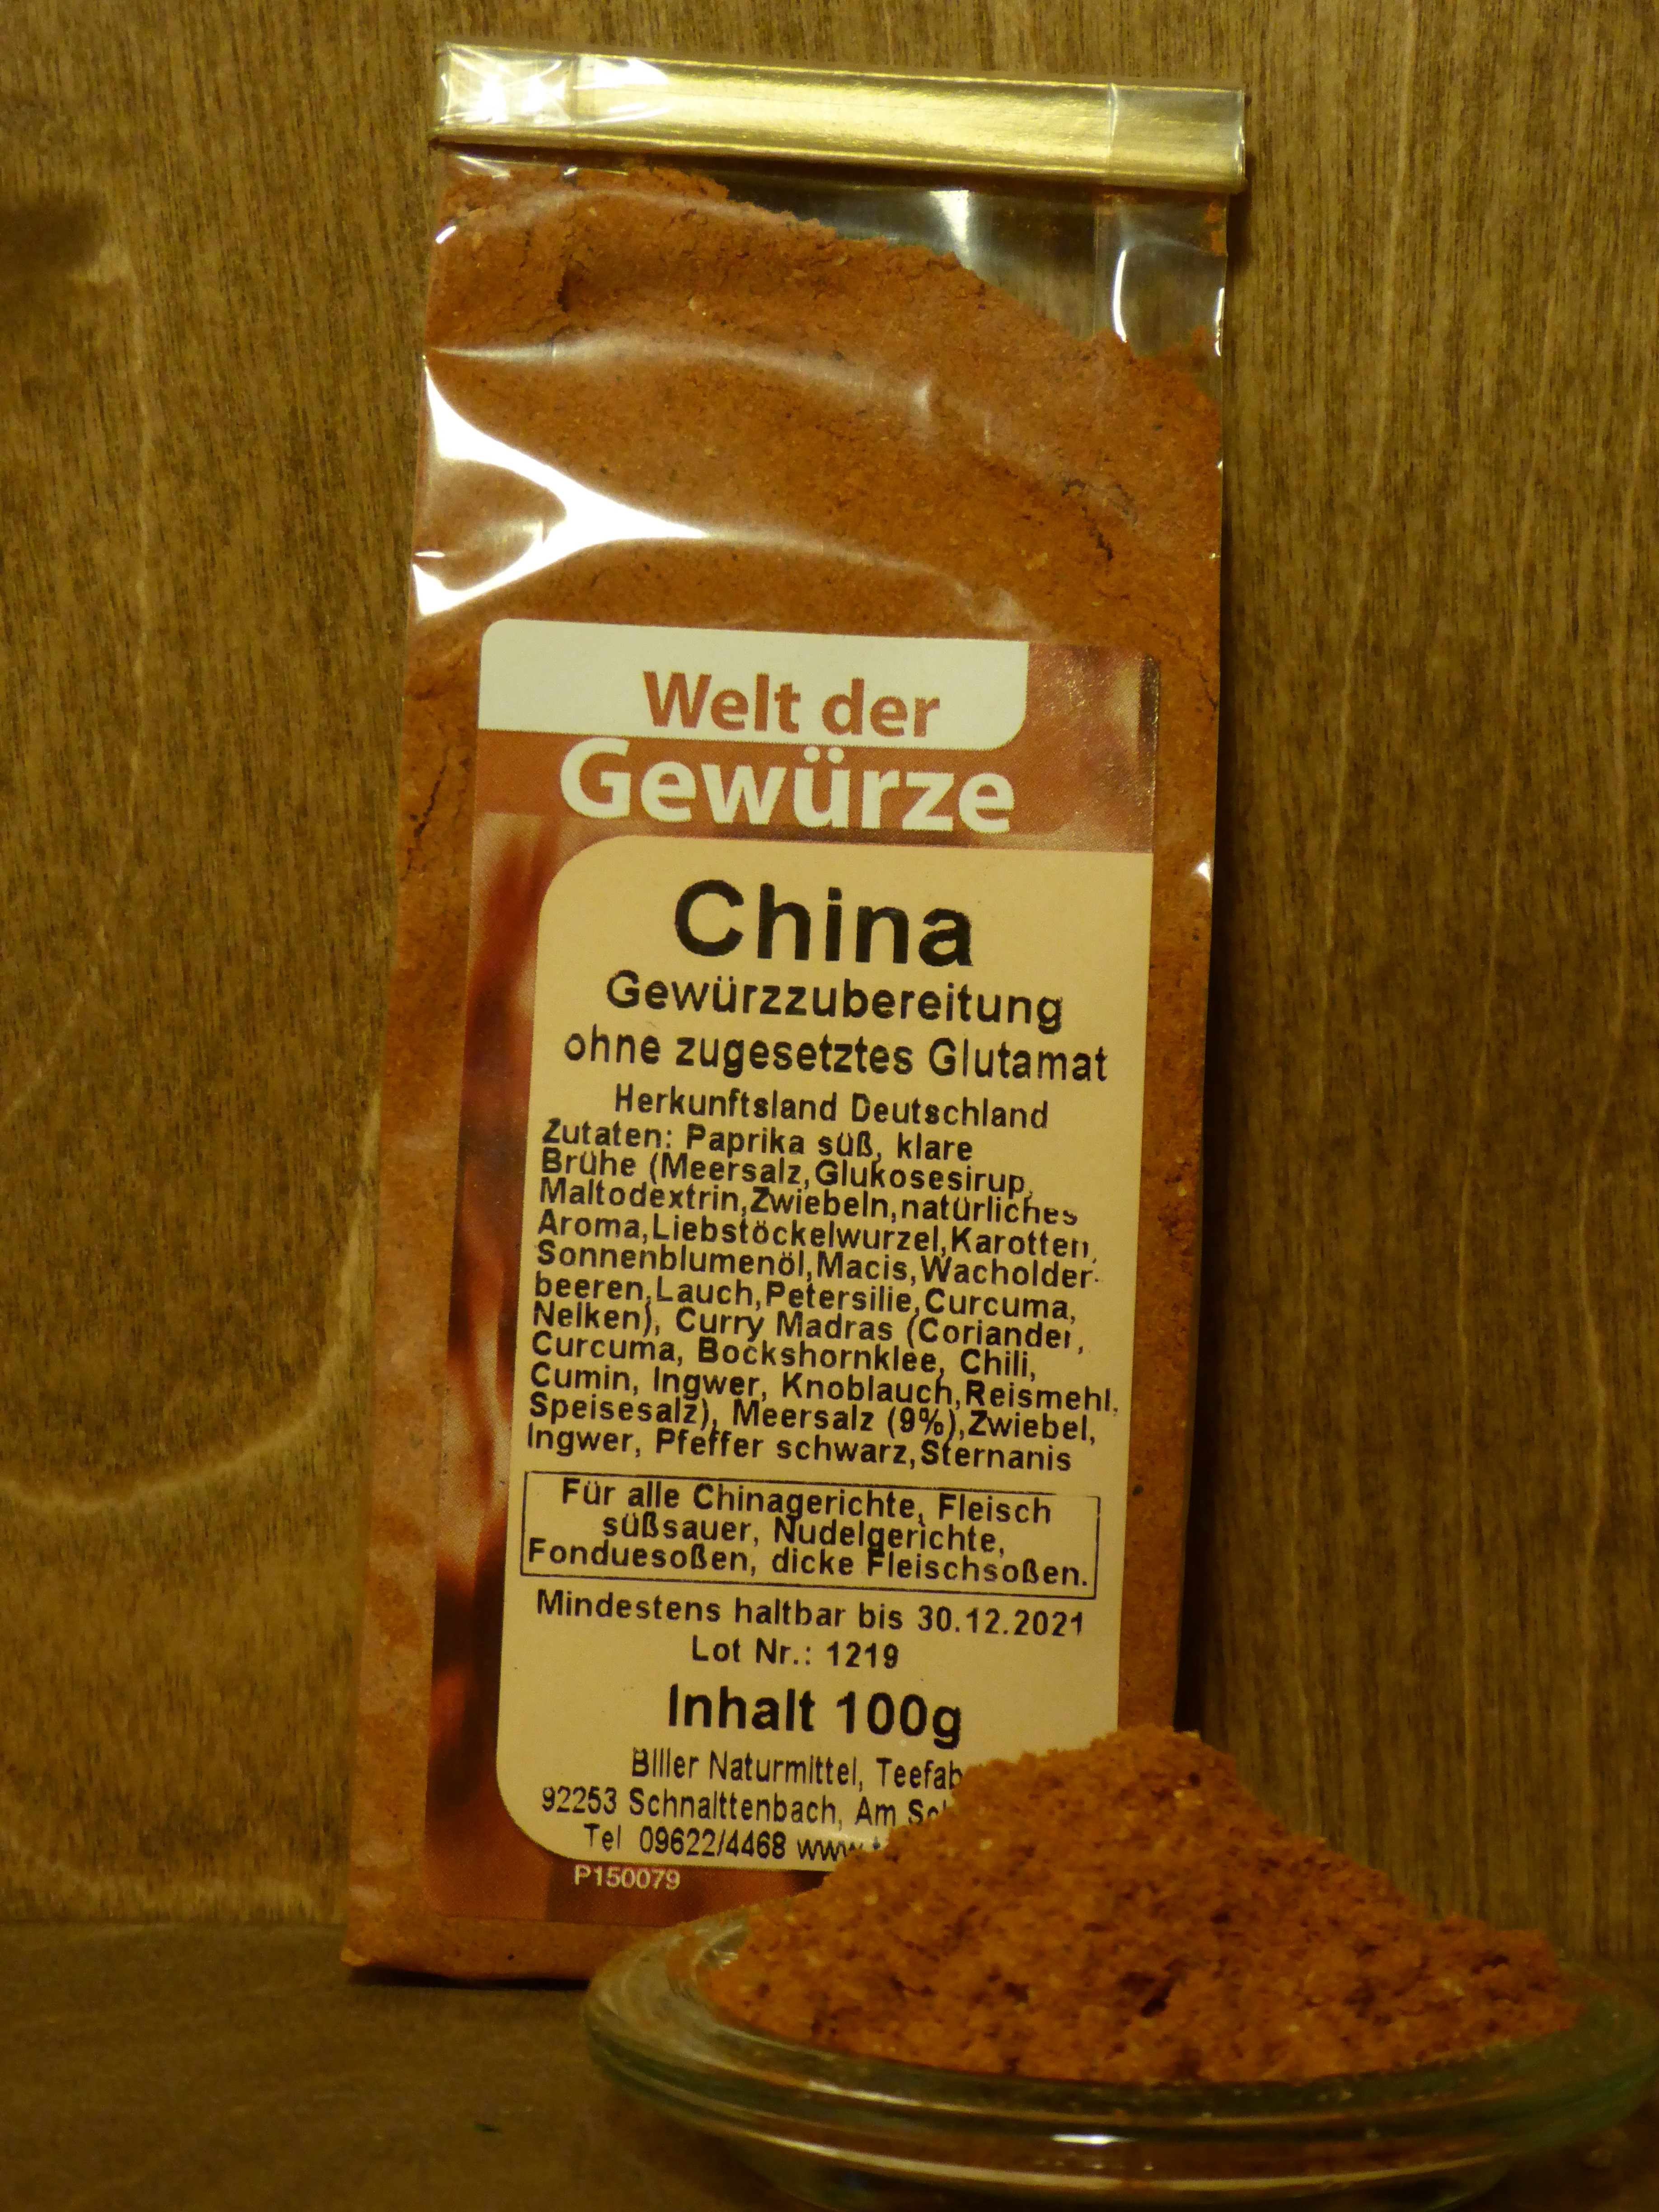 Welt der
Gewürze
China
Gewürzzubereitung
ohne zugesetztes Glutamat
Herkunftsland Deutschland
Zutaten: Paprika süß, klare
Brühe (Meersalz,Glukosesirup,
Maltodextrin,Zwiebeln,natürliches
Aroma,Liebstöckelwurzel,Karotten,
Sonnenblumenöl,Macis,Wacholder-
beeren,Lauch,Petersilie,Curcuma,
Nelken), Curry Madras (Coriander,
Curcuma, Bockshornklee, Chili,
Cumin, Ingwer, Knoblauch,Reismehl,
Speisesalz), Meersalz (9%),Zwiebel,
Ingwer, Pfeffer schwarz,Sternanis
Für alle Chinagerichte, Fleisch
süßsauer, Nudelgerichte,
Fonduesoßen, dicke Fleischsoßen.
Mindestens haltbar bis 30.12.2021
Lot Nr.: 1219
Inhalt 100g
Biller Naturmittel,
92253 Schnaittenbach, Am
Tel 09622/4468
P150079